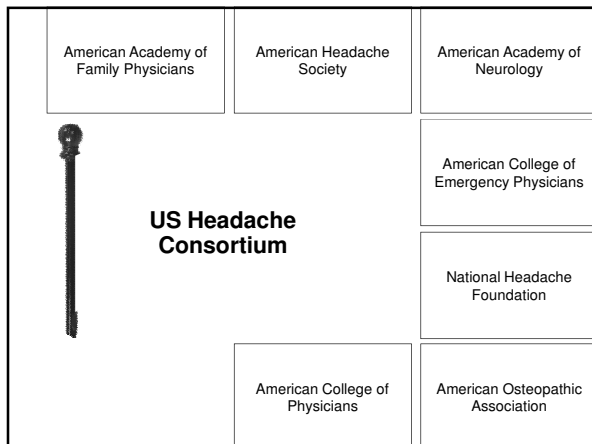 American Academy of
Family Physicians
American Headache
Society
American Academy of
Neurology
American College of
Emergency Physicians
US Headache
Consortium
National Headache
Foundation
American College of
Physicians
American Osteopathic
Association